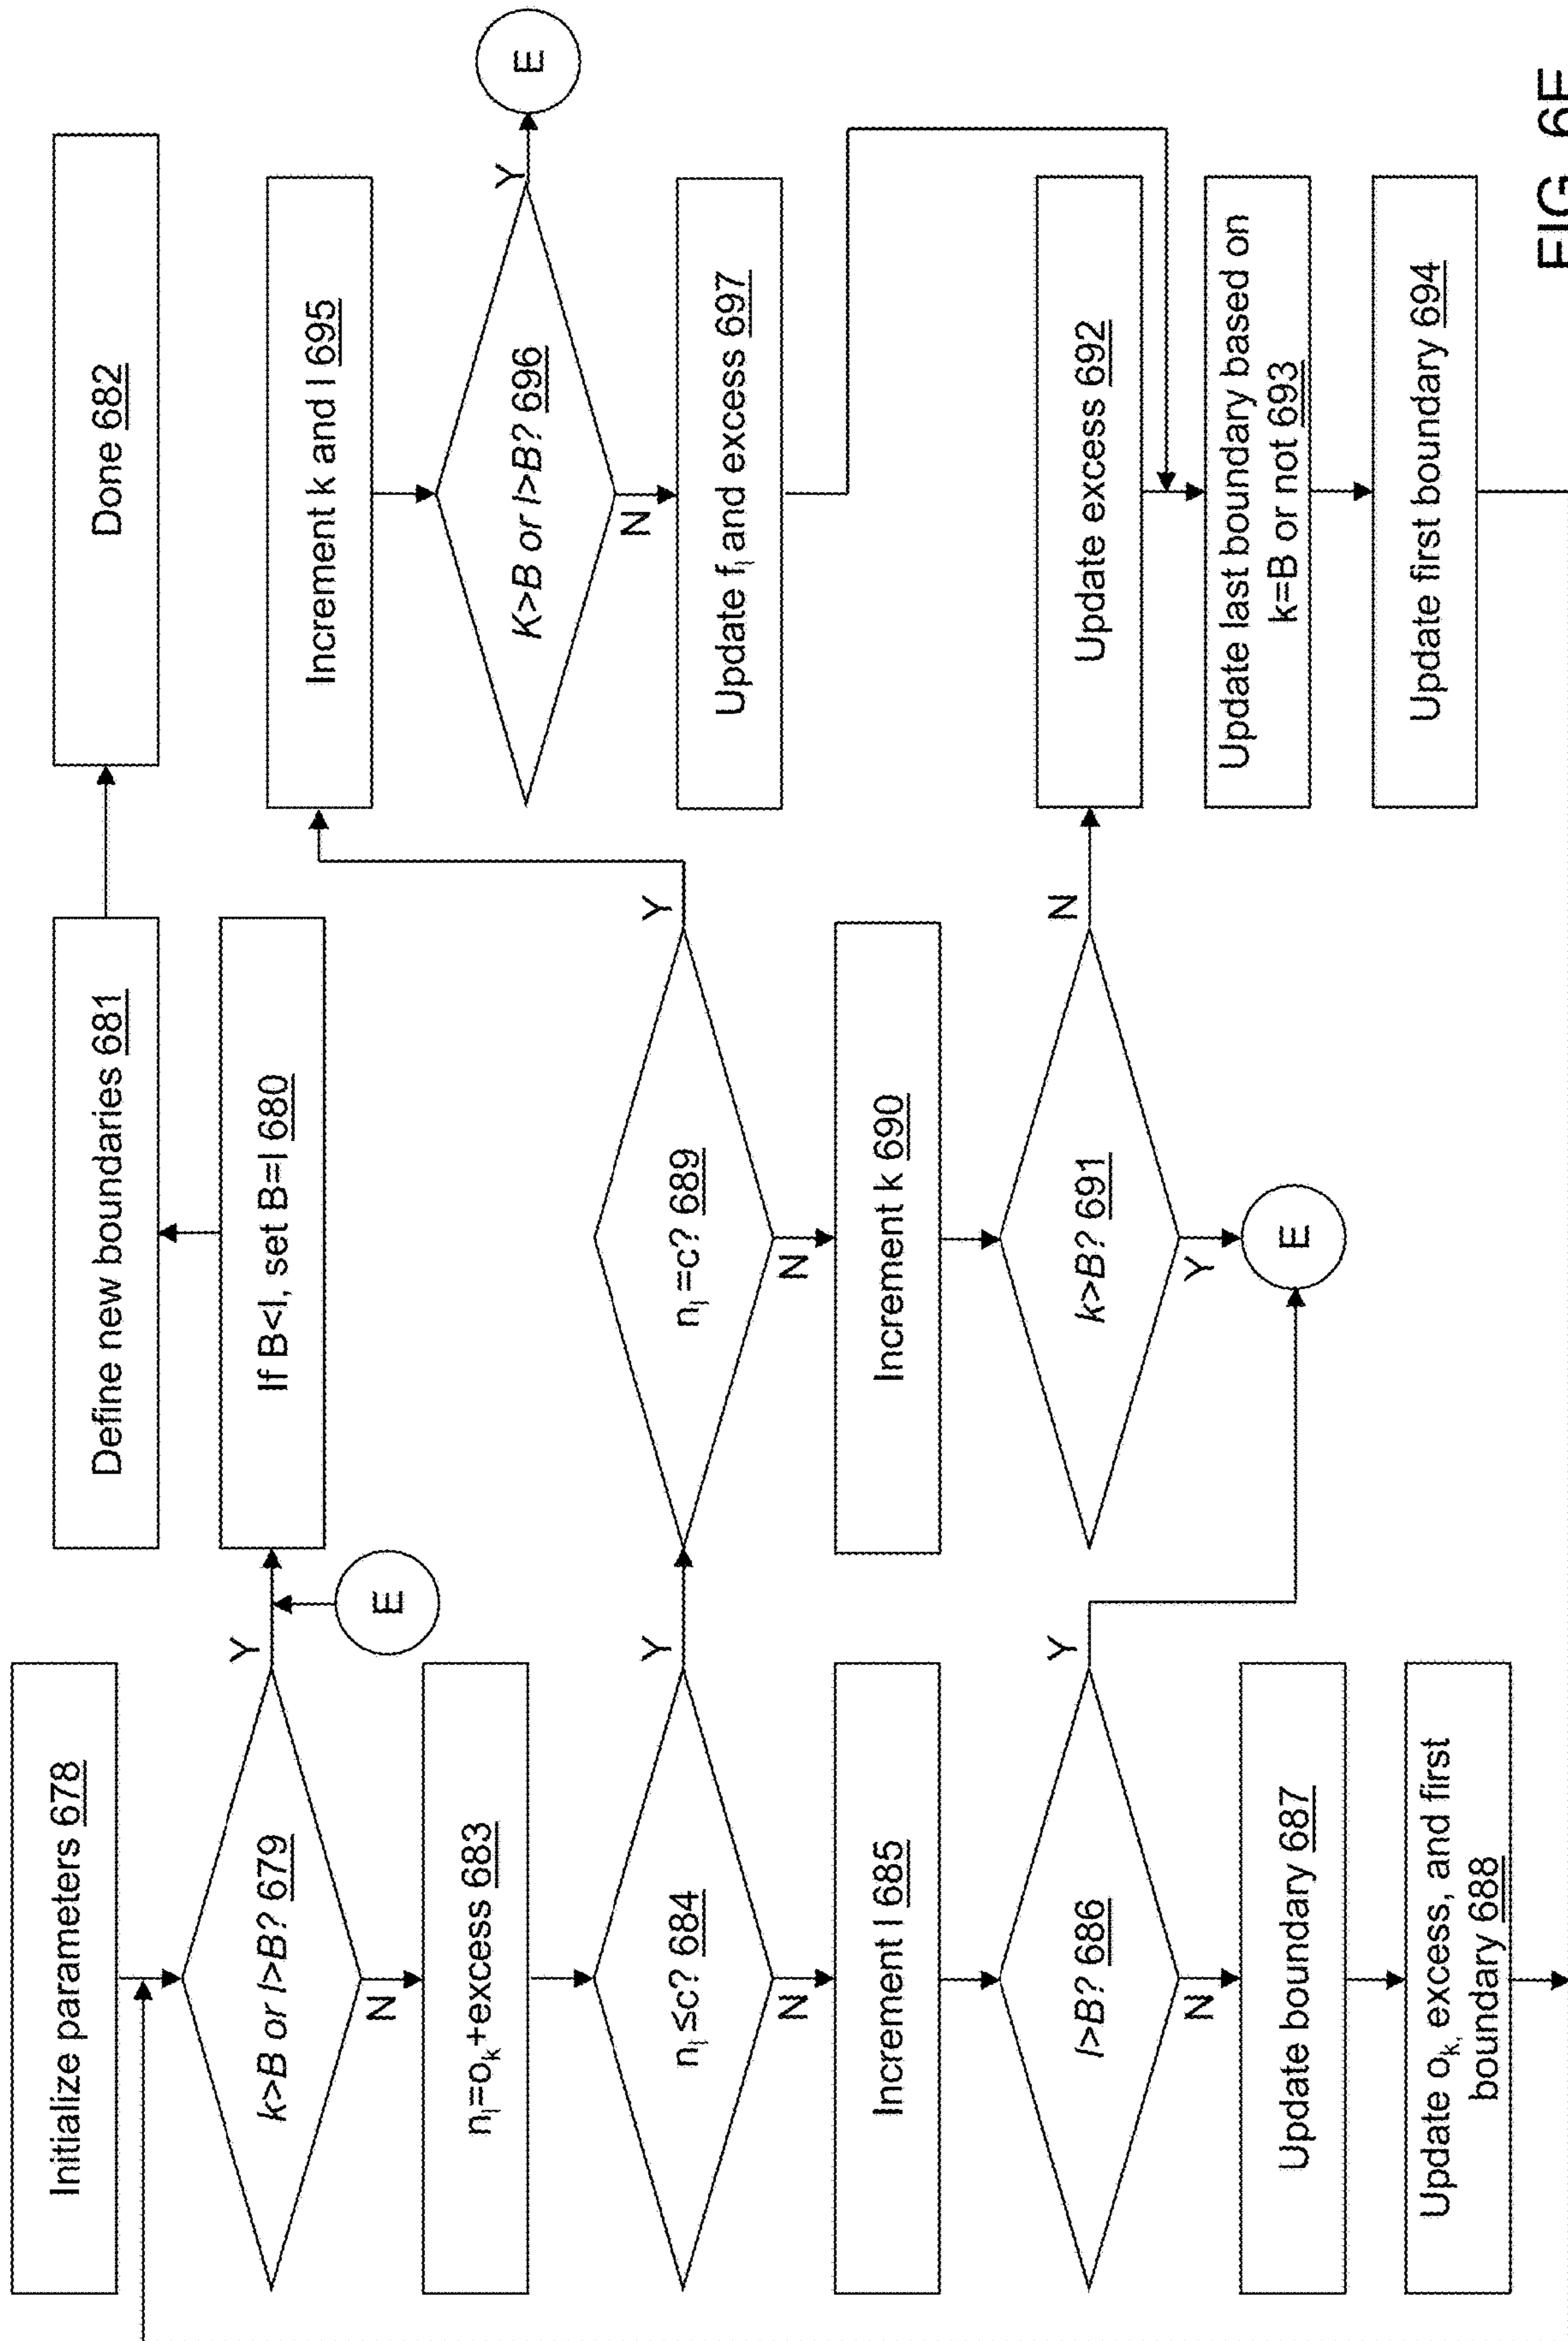 Initialize parameters 678
k>B or l>B? 679
Y
N
E
n_l=o_k+excess 683
n_l ≤c? 684
Y
N
Increment l 685
l>B? 686
Y
N
Update boundary 687
Update o_k, excess, and first
boundary 688
Define new boundaries 681
If B<l, set B=l 680
n_l =c? 689
Y
N
Increment k 690
k>B? 691
N
Y
E
Done 682
Increment k and l 695
K>B or l>B? 696
Y
E
N
Update f_l and excess 697
Update excess 692
Update last boundary based on
k=B or not 693
Update first boundary 694
FIG.